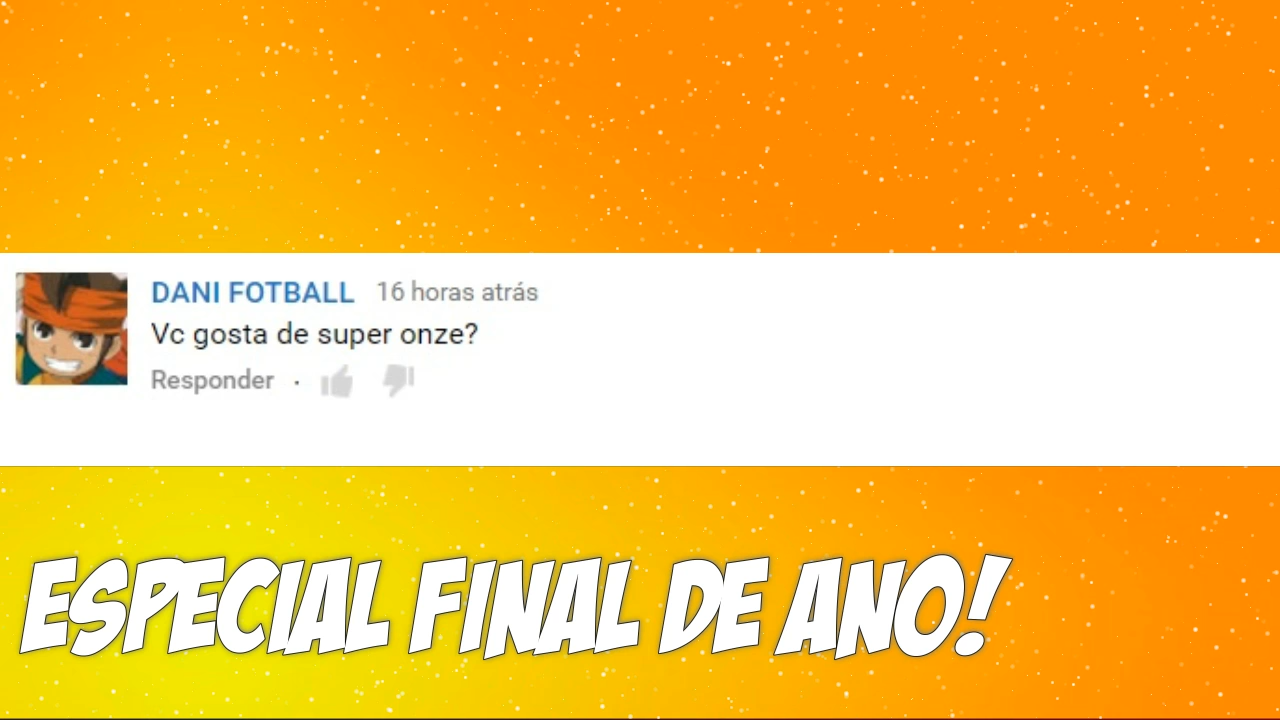 DANI FOTBALL 16 horas atrás
Vc gosta de super onze?
Responder ·
ESPECIAL FINAL DE ANO!